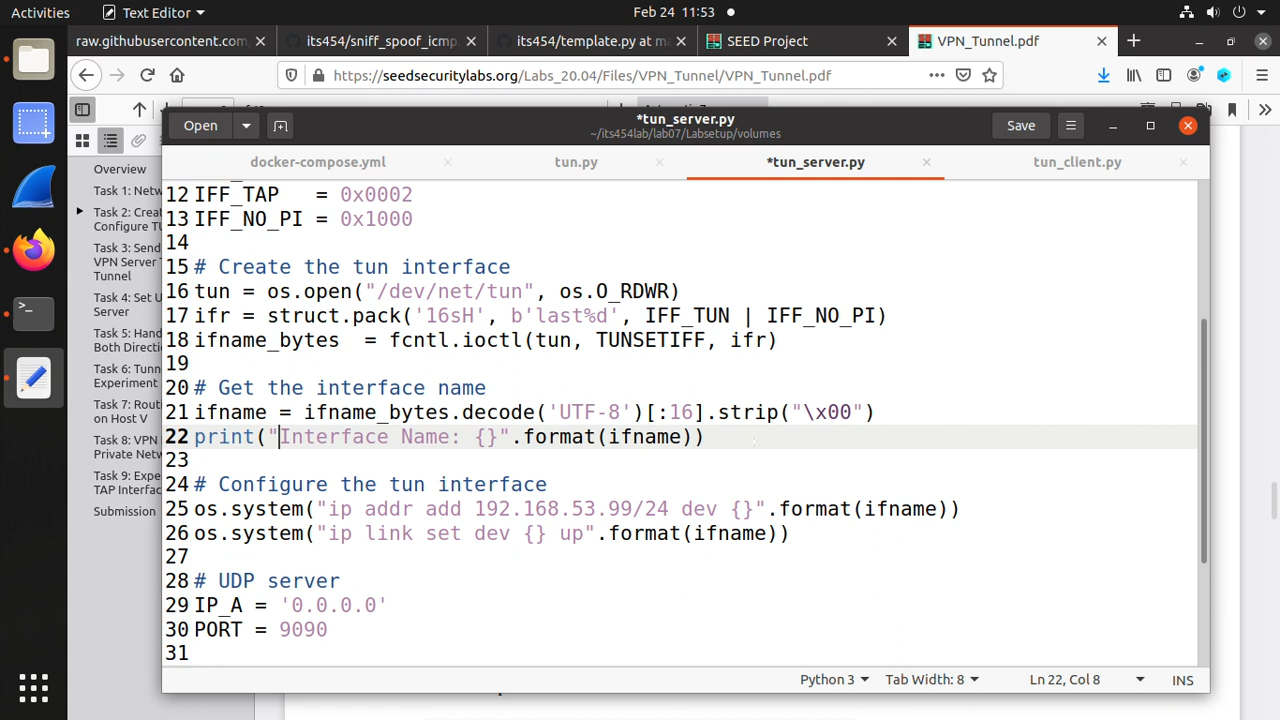 Activities
Text Editor
Feb 24 11:53
raw.githubusercontent.com
its454/sniff_spoof_icmp
its454/template.py at ma
SEED Project
VPN_Tunnel.pdf
https://seedsecuritylabs.org/Labs_20.04/Files/VPN_Tunnel/VPN_Tunnel.pdf
Open
*tun_server.py
~/its454lab/lab07/Labsetup/volumes
Save
docker-compose.yml
tun.py
*tun_server.py
tun_client.py
Overview
Task 1: Netw
Task 2: Creat
Configure TU
Task 3: Send
VPN Server T
Tunnel
Task 4: Set U
Server
Task 5: Hand
Both Directio
Task 6: Tunne
Experiment
Task 7: Rout
on Host V
Task 8: VPN
Private Netw
Task 9: Expe
TAP Interfac
Submission
12 IFF_TAP = 0x0002
13 IFF_NO_PI = 0x1000
14
15 # Create the tun interface
16 tun = os.open("/dev/net/tun", os.O_RDWR)
17 ifr = struct.pack('16sH', b'last%d', IFF_TUN | IFF_NO_PI)
18 ifname_bytes = fcntl.ioctl(tun, TUNSETIFF, ifr)
19
20 # Get the interface name
21 ifname = ifname_bytes.decode('UTF-8')[:16].strip("\x00")
22 print("Interface Name: {}".format(ifname))
23
24 # Configure the tun interface
25 os.system("ip addr add 192.168.53.99/24 dev {}".format(ifname))
26 os.system("ip link set dev {} up".format(ifname))
27
28 # UDP server
29 IP_A = '0.0.0.0'
30 PORT = 9090
31
Python 3
Tab Width: 8
Ln 22, Col 8
INS